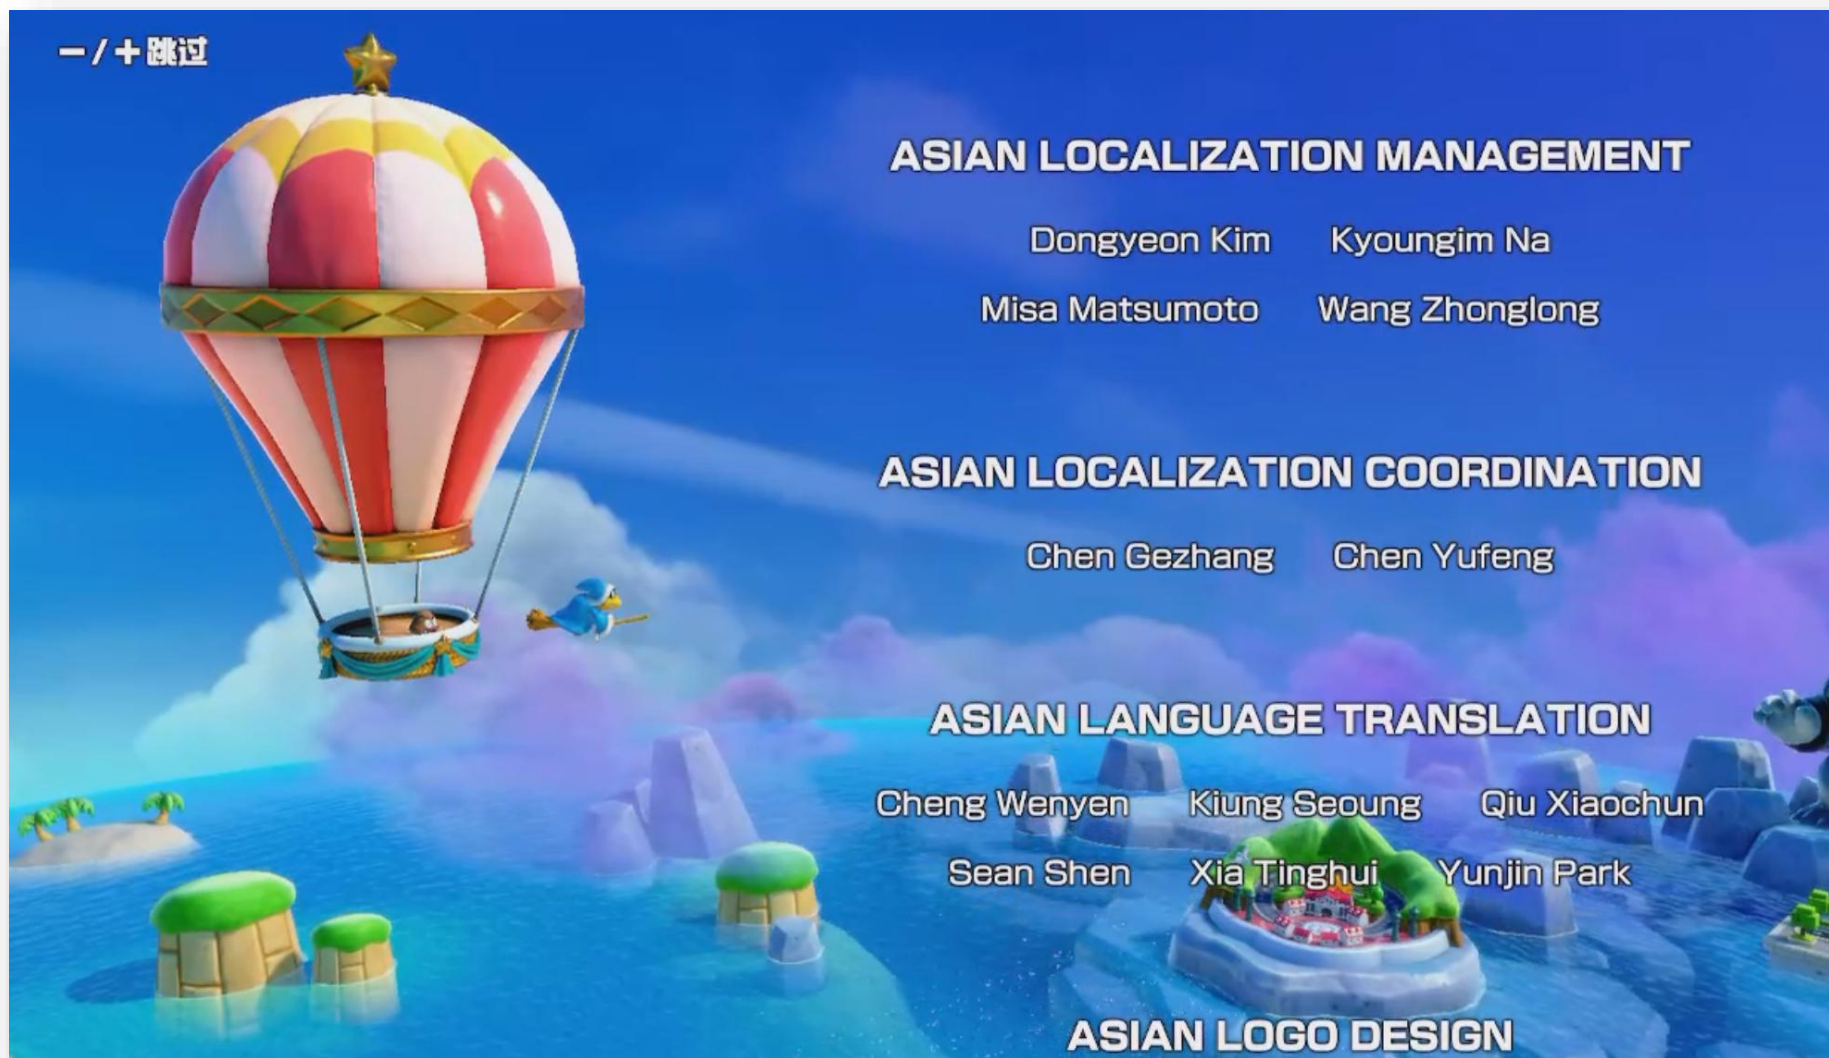 －/＋跳过
ASIAN LOCALIZATION MANAGEMENT
Dongyeon Kim Kyoungim Na
Misa Matsumoto Wang Zhonglong
ASIAN LOCALIZATION COORDINATION
Chen Gezhang Chen Yufeng
ASIAN LANGUAGE TRANSLATION
Cheng Wenyen Kiung Seoung Qiu Xiaochun
Sean Shen Xia Tinghui Yunjin Park
ASIAN LOGO DESIGN